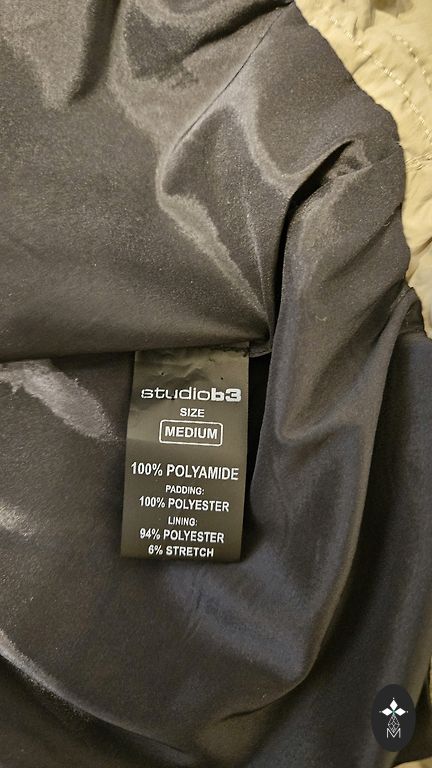 studiob3
SIZE
MEDIUM
100% POLYAMIDE
PADDING:
100% POLYESTER
LINING:
94% POLYESTER
6% STRETCH
M